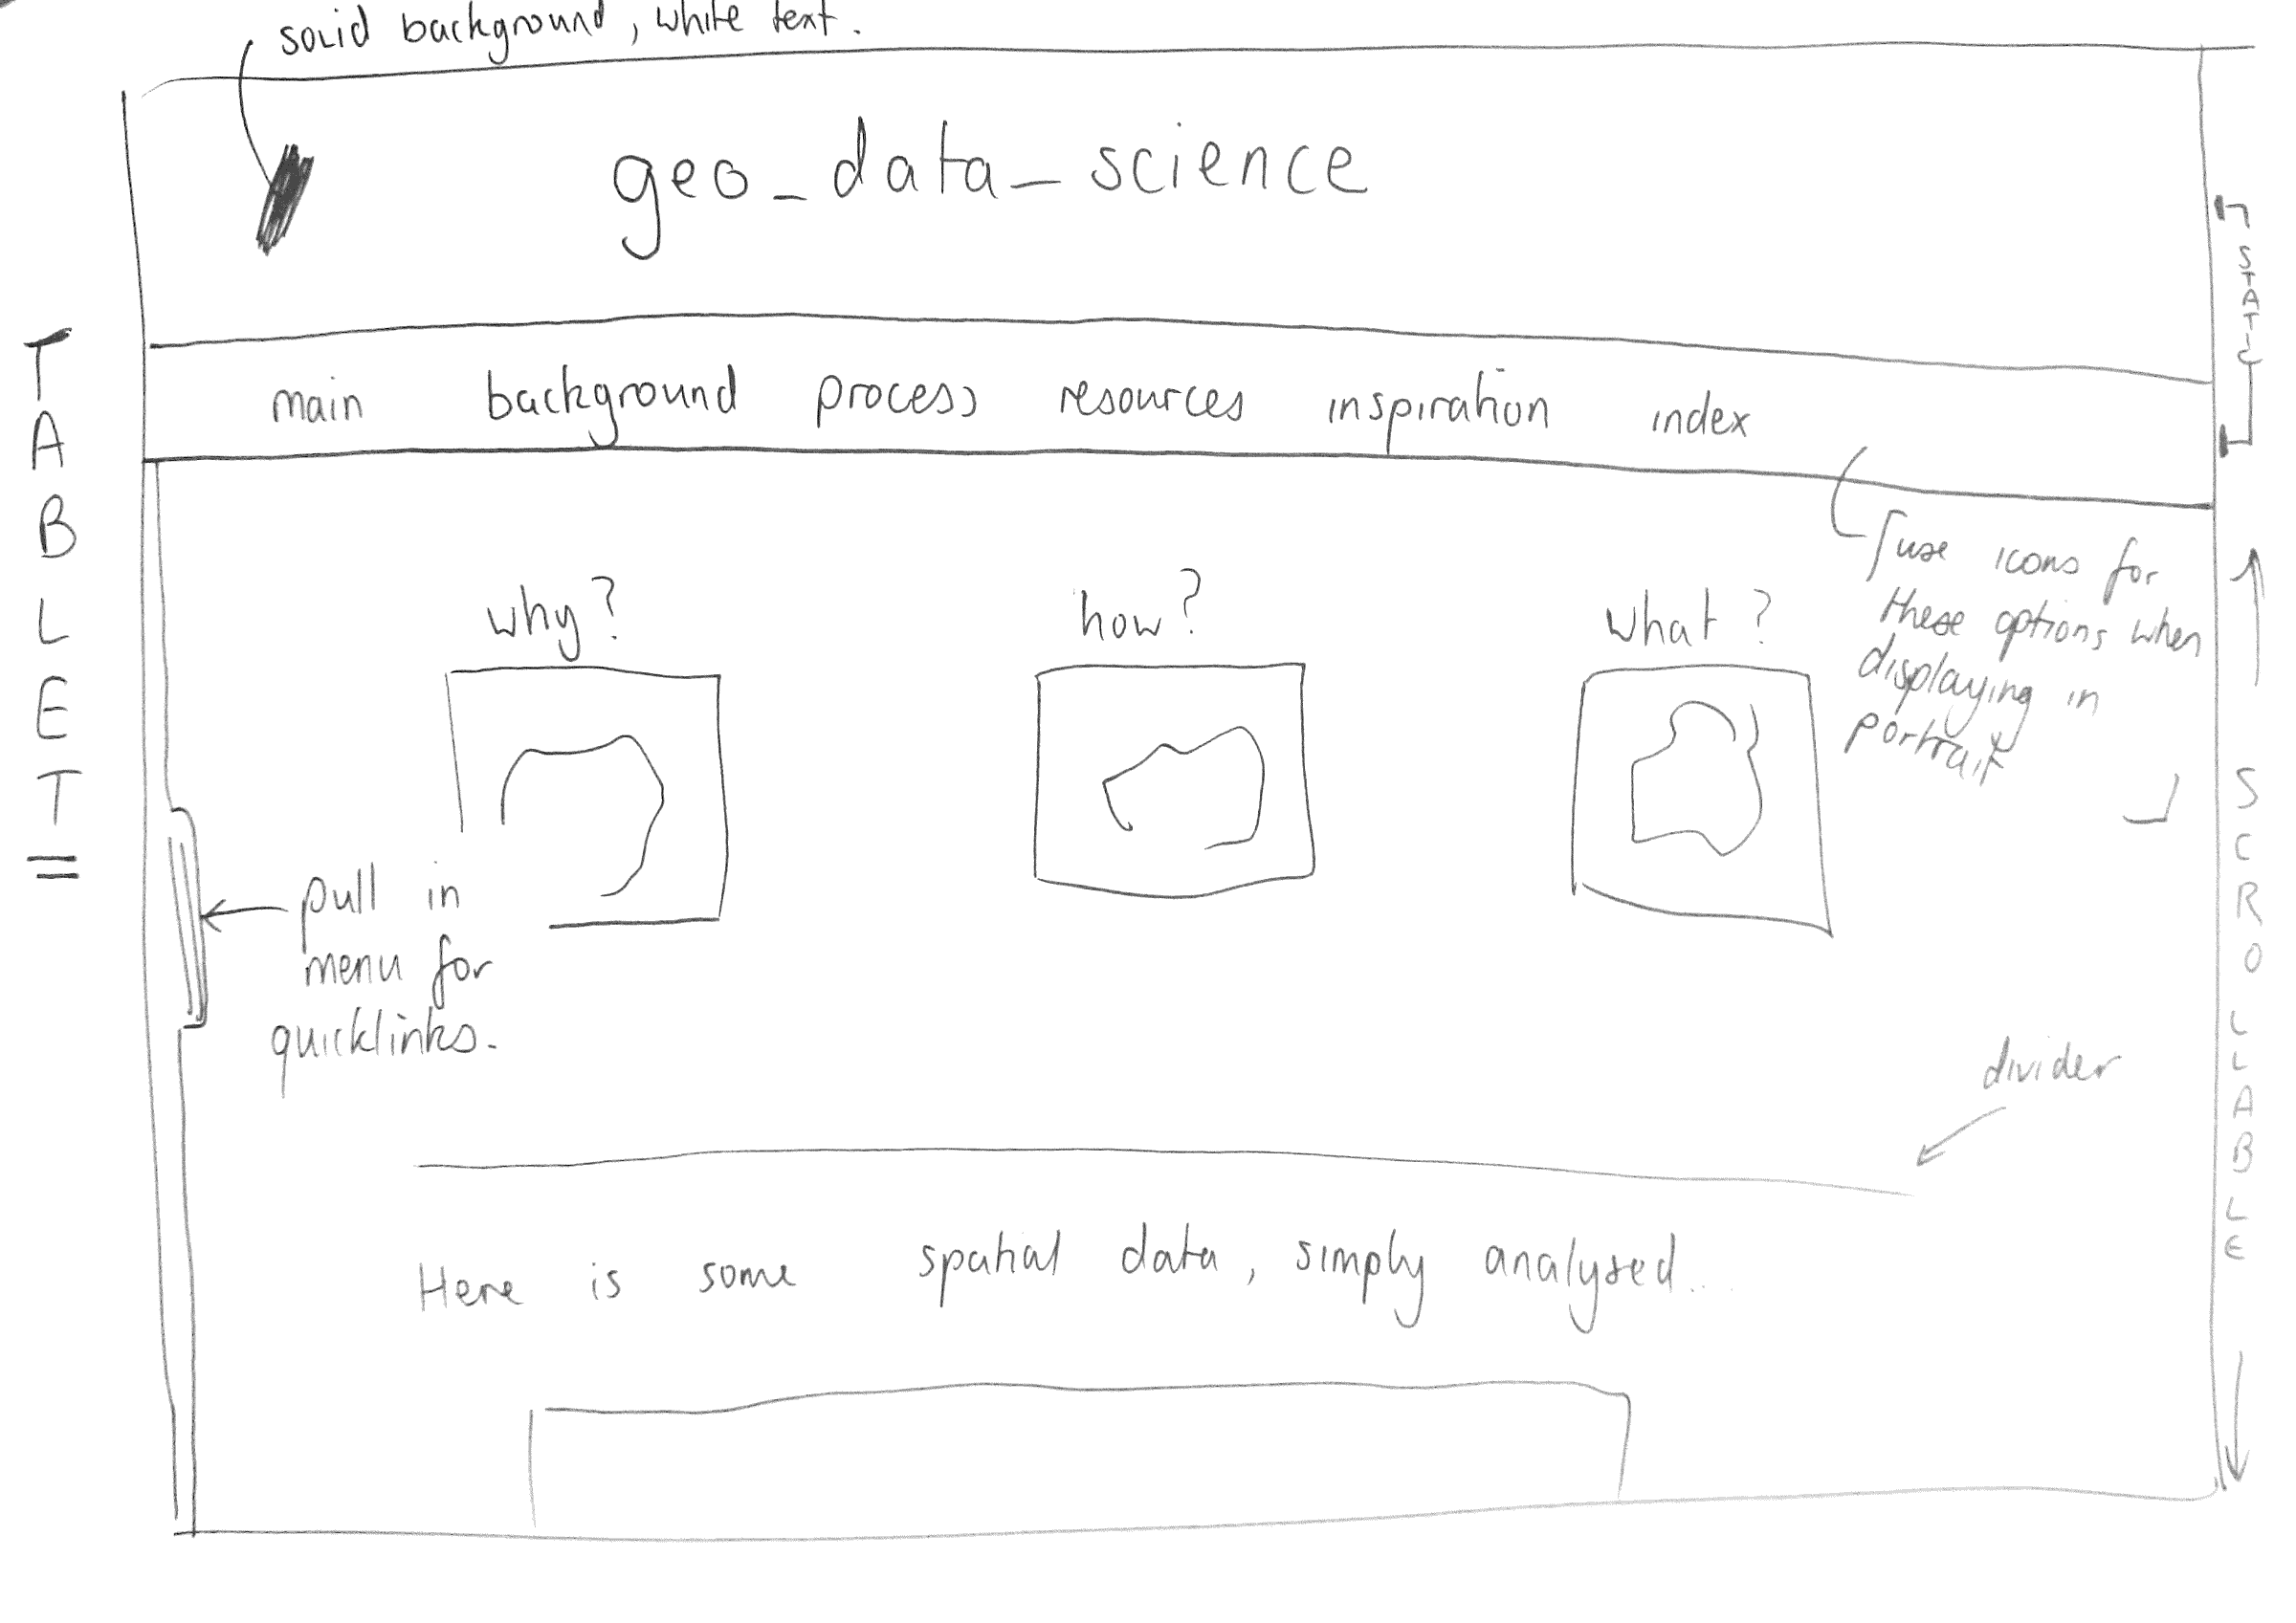 solid background, white text.
geo_data_science
STATIC
TABLET
main background process resources inspiration index
[use icons for
these options when
displaying in
portrait
]
why? how? what?
SCROLLABLE
pull in
menu for
quicklinks.
divider
Here is some spatial data, simply analysed...